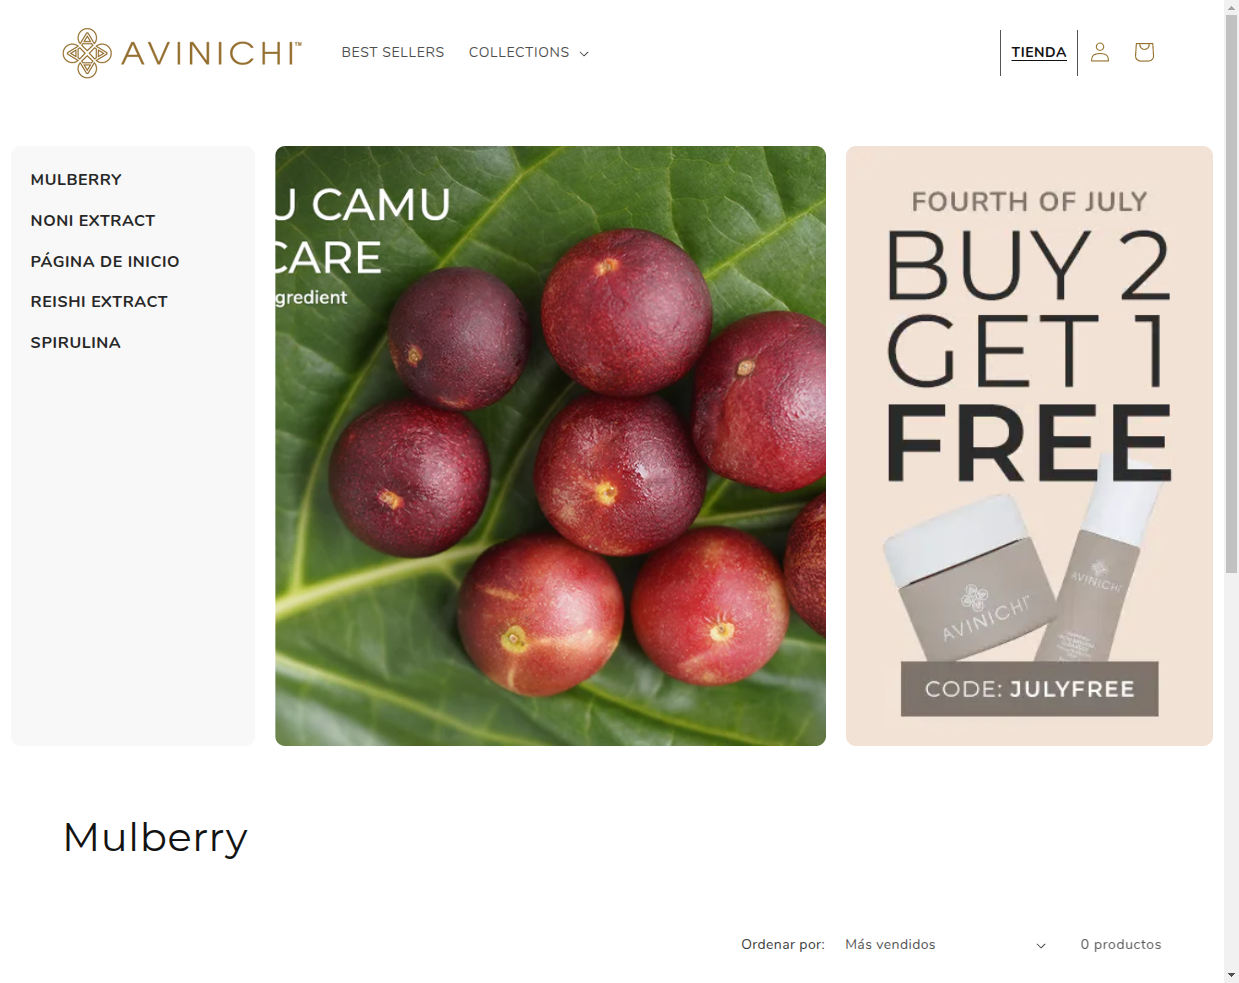 AVINICHI™
BEST SELLERS
COLLECTIONS
TIENDA
MULBERRY
NONI EXTRACT
PÁGINA DE INICIO
REISHI EXTRACT
SPIRULINA
U CAMU
CARE
gredient
FOURTH OF JULY
BUY 2
GET 1
FREE
AVINICHI™
AVINICHI
CODE: JULYFREE
Mulberry
Ordenar por:
Más vendidos
0 productos